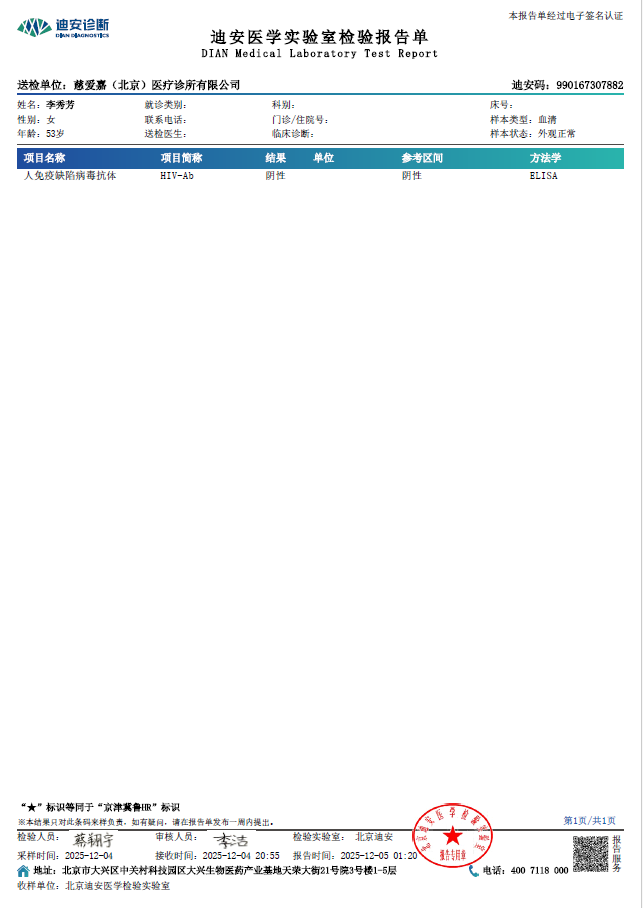 迪安诊断
DIAN DIAGNOSTICS
本报告单经过电子签名认证
迪安医学实验室检验报告单
DIAN Medical Laboratory Test Report
送检单位: 慈爱嘉（北京）医疗诊所有限公司 迪安码: 990167307882
姓名: 李秀芳 就诊类别: 科别: 床号:
性别: 女 联系电话: 门诊/住院号: 样本类型: 血清
年龄: 53岁 送检医生: 临床诊断: 样本状态: 外观正常
项目名称 项目简称 结果 单位 参考区间 方法学
人免疫缺陷病毒抗体 HIV-Ab 阴性 阴性 ELISA
“★”标识等同于“京津冀鲁HR”标识
※本结果只对此条码来样负责，如有疑问，请在报告单发布一周内提出。
第1页/共1页
检验人员: 审核人员: 李洁 检验实验室: 北京迪安
采样时间: 2025-12-04 接收时间: 2025-12-04 20:55 报告时间: 2025-12-05 01:20
报告专用章
地址: 北京市大兴区中关村科技园区大兴生物医药产业基地天荣大街21号院3号楼1-5层 电话: 400 7118 000
收样单位: 北京迪安医学检验实验室
报告服务